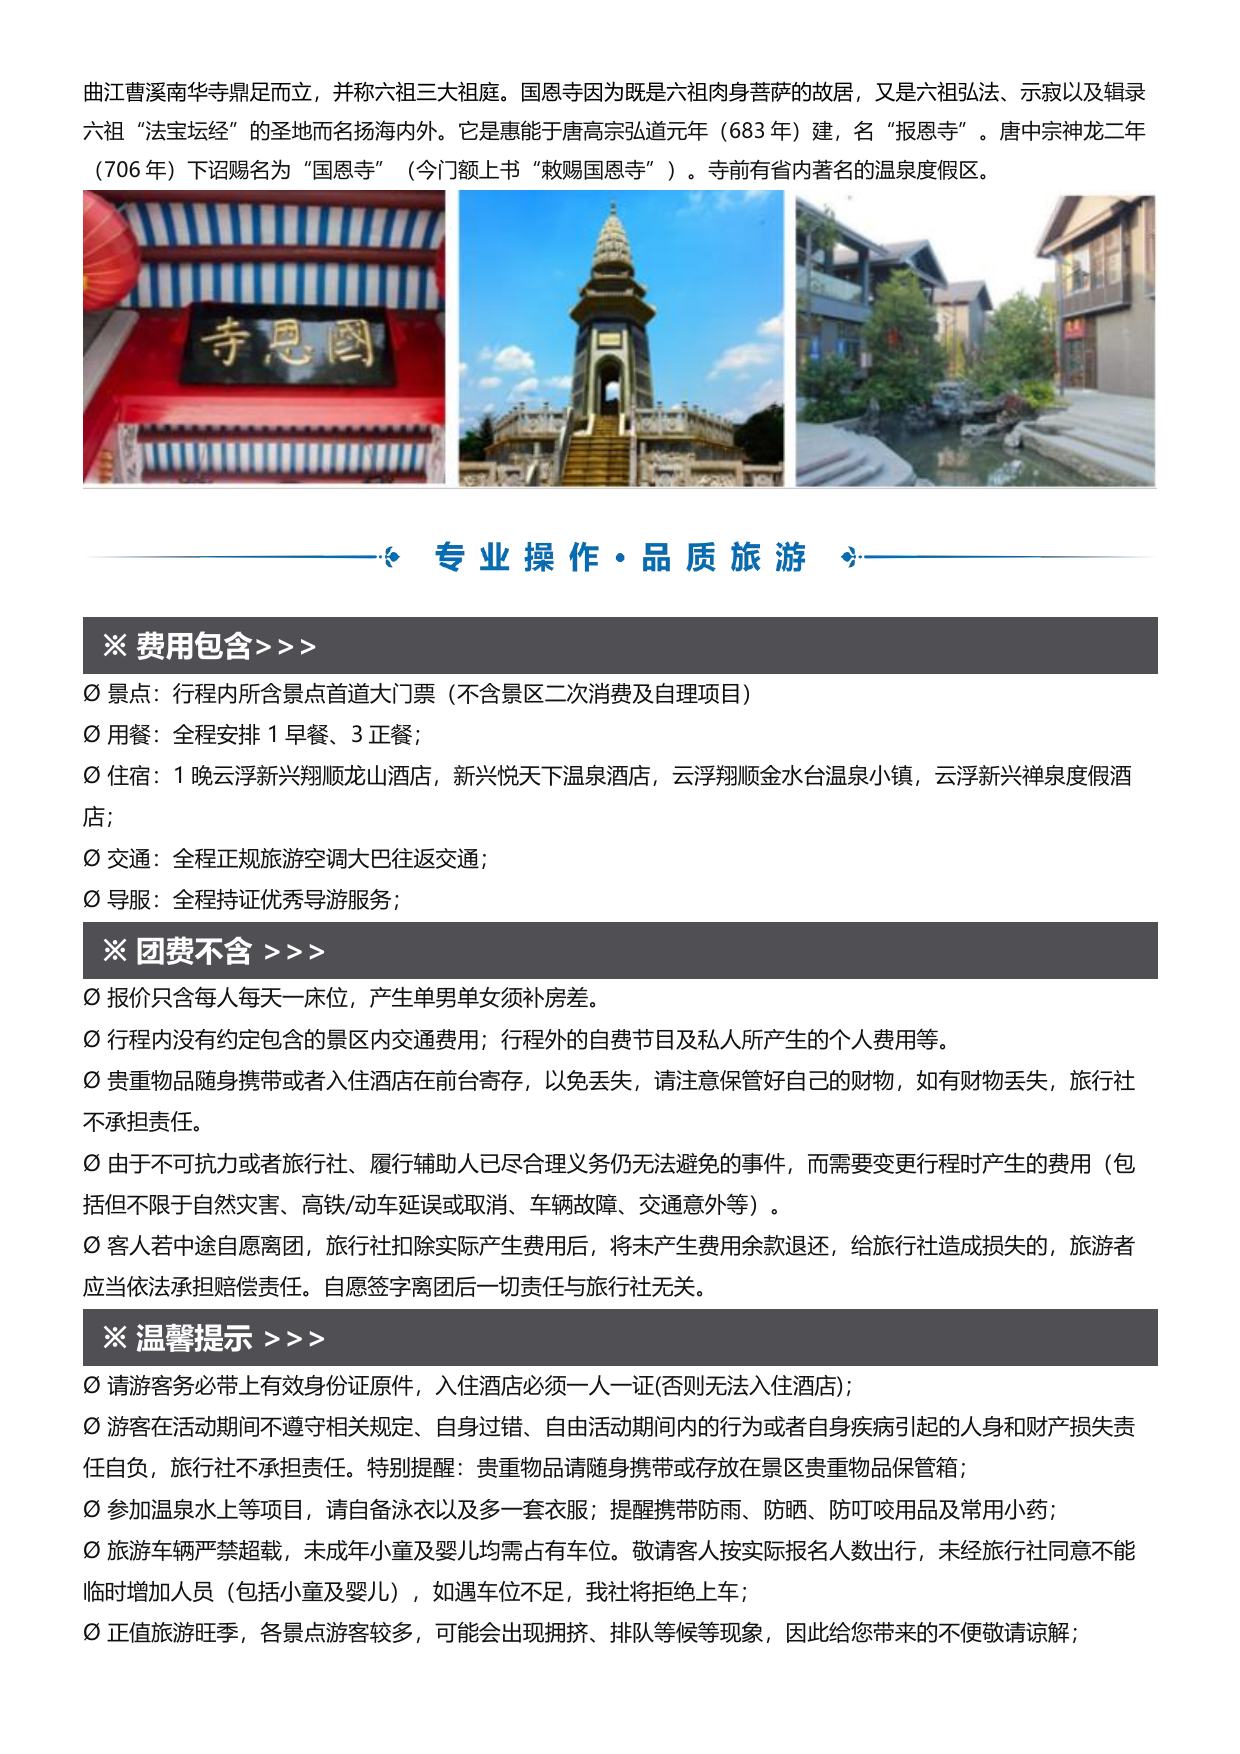 曲江曹溪南华寺鼎足而立，并称六祖三大祖庭。国恩寺因为既是六祖肉身菩萨的故居，又是六祖弘法、示寂以及辑录
六祖“法宝坛经”的圣地而名扬海内外。它是惠能于唐高宗弘道元年（683 年）建，名“报恩寺”。唐中宗神龙二年
（706 年）下诏赐名为“国恩寺”（今门额上书“敕赐国恩寺”）。寺前有省内著名的温泉度假区。
寺恩國
专业操作·品质旅游
※ 费用包含>>>
Ø 景点：行程内所含景点首道大门票（不含景区二次消费及自理项目）
Ø 用餐：全程安排 1 早餐、3 正餐；
Ø 住宿：1 晚云浮新兴翔顺龙山酒店，新兴悦天下温泉酒店，云浮翔顺金水台温泉小镇，云浮新兴禅泉度假酒
店；
Ø 交通：全程正规旅游空调大巴往返交通；
Ø 导服：全程持证优秀导游服务；
※ 团费不含 >>>
Ø 报价只含每人每天一床位，产生单男单女须补房差。
Ø 行程内没有约定包含的景区内交通费用；行程外的自费节目及私人所产生的个人费用等。
Ø 贵重物品随身携带或者入住酒店在前台寄存，以免丢失，请注意保管好自己的财物，如有财物丢失，旅行社
不承担责任。
Ø 由于不可抗力或者旅行社、履行辅助人已尽合理义务仍无法避免的事件，而需要变更行程时产生的费用（包
括但不限于自然灾害、高铁/动车延误或取消、车辆故障、交通意外等）。
Ø 客人若中途自愿离团，旅行社扣除实际产生费用后，将未产生费用余款退还，给旅行社造成损失的，旅游者
应当依法承担赔偿责任。自愿签字离团后一切责任与旅行社无关。
※ 温馨提示 >>>
Ø 请游客务必带上有效身份证原件，入住酒店必须一人一证(否则无法入住酒店)；
Ø 游客在活动期间不遵守相关规定、自身过错、自由活动期间内的行为或者自身疾病引起的人身和财产损失责
任自负，旅行社不承担责任。特别提醒：贵重物品请随身携带或存放在景区贵重物品保管箱；
Ø 参加温泉水上等项目，请自备泳衣以及多一套衣服；提醒携带防雨、防晒、防叮咬用品及常用小药；
Ø 旅游车辆严禁超载，未成年小童及婴儿均需占有车位。敬请客人按实际报名人数出行，未经旅行社同意不能
临时增加人员（包括小童及婴儿），如遇车位不足，我社将拒绝上车；
Ø 正值旅游旺季，各景点游客较多，可能会出现拥挤、排队等候等现象，因此给您带来的不便敬请谅解；